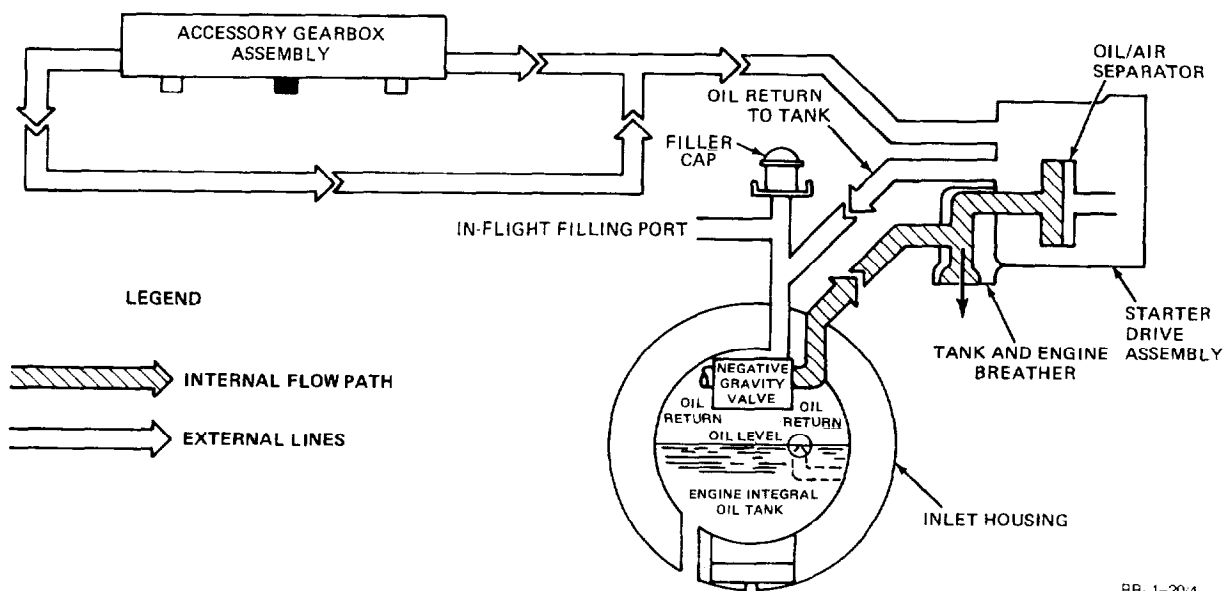 ACCESSORY GEARBOX
ASSEMBLY
OIL/AIR
SEPARATOR
OIL RETURN
TO TANK
FILLER
CAP
IN-FLIGHT FILLING PORT
LEGEND
INTERNAL FLOW PATH
EXTERNAL LINES
STARTER
DRIVE
ASSEMBLY
TANK AND ENGINE
BREATHER
NEGATIVE
GRAVITY
VALVE
OIL
RETURN
OIL
RETURN
OIL LEVEL
ENGINE INTEGRAL
OIL TANK
INLET HOUSING